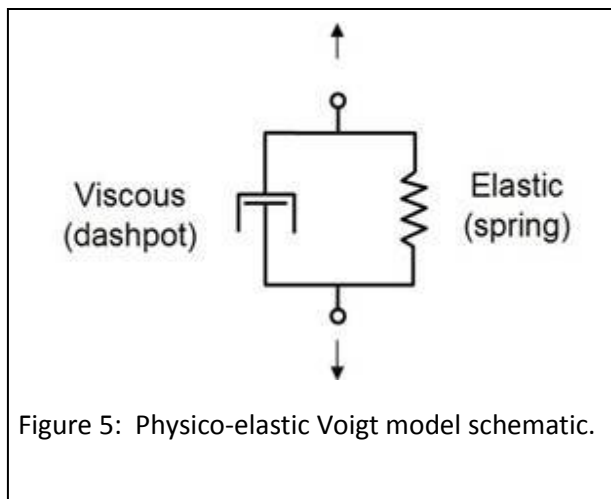 Viscous
(dashpot)
Elastic
(spring)
Figure 5:  Physico-elastic Voigt model schematic.